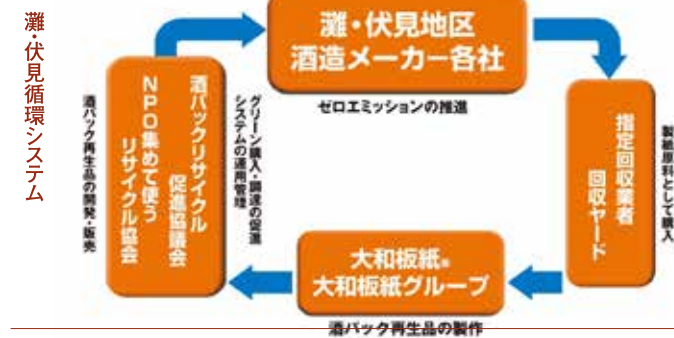 灘・伏見循環システム
灘・伏見地区
酒造メーカー各社
ゼロエミッションの推進
指定回収業者
回収ヤード
製紙原料として購入
大和板紙㈱
大和板紙グループ
酒パック再生品の製作
酒パックリサイクル
促進協議会
NPO集めて使う
リサイクル協会
グリーン購入・調達の促進
システムの運用管理
酒パック再生品の開発・販売